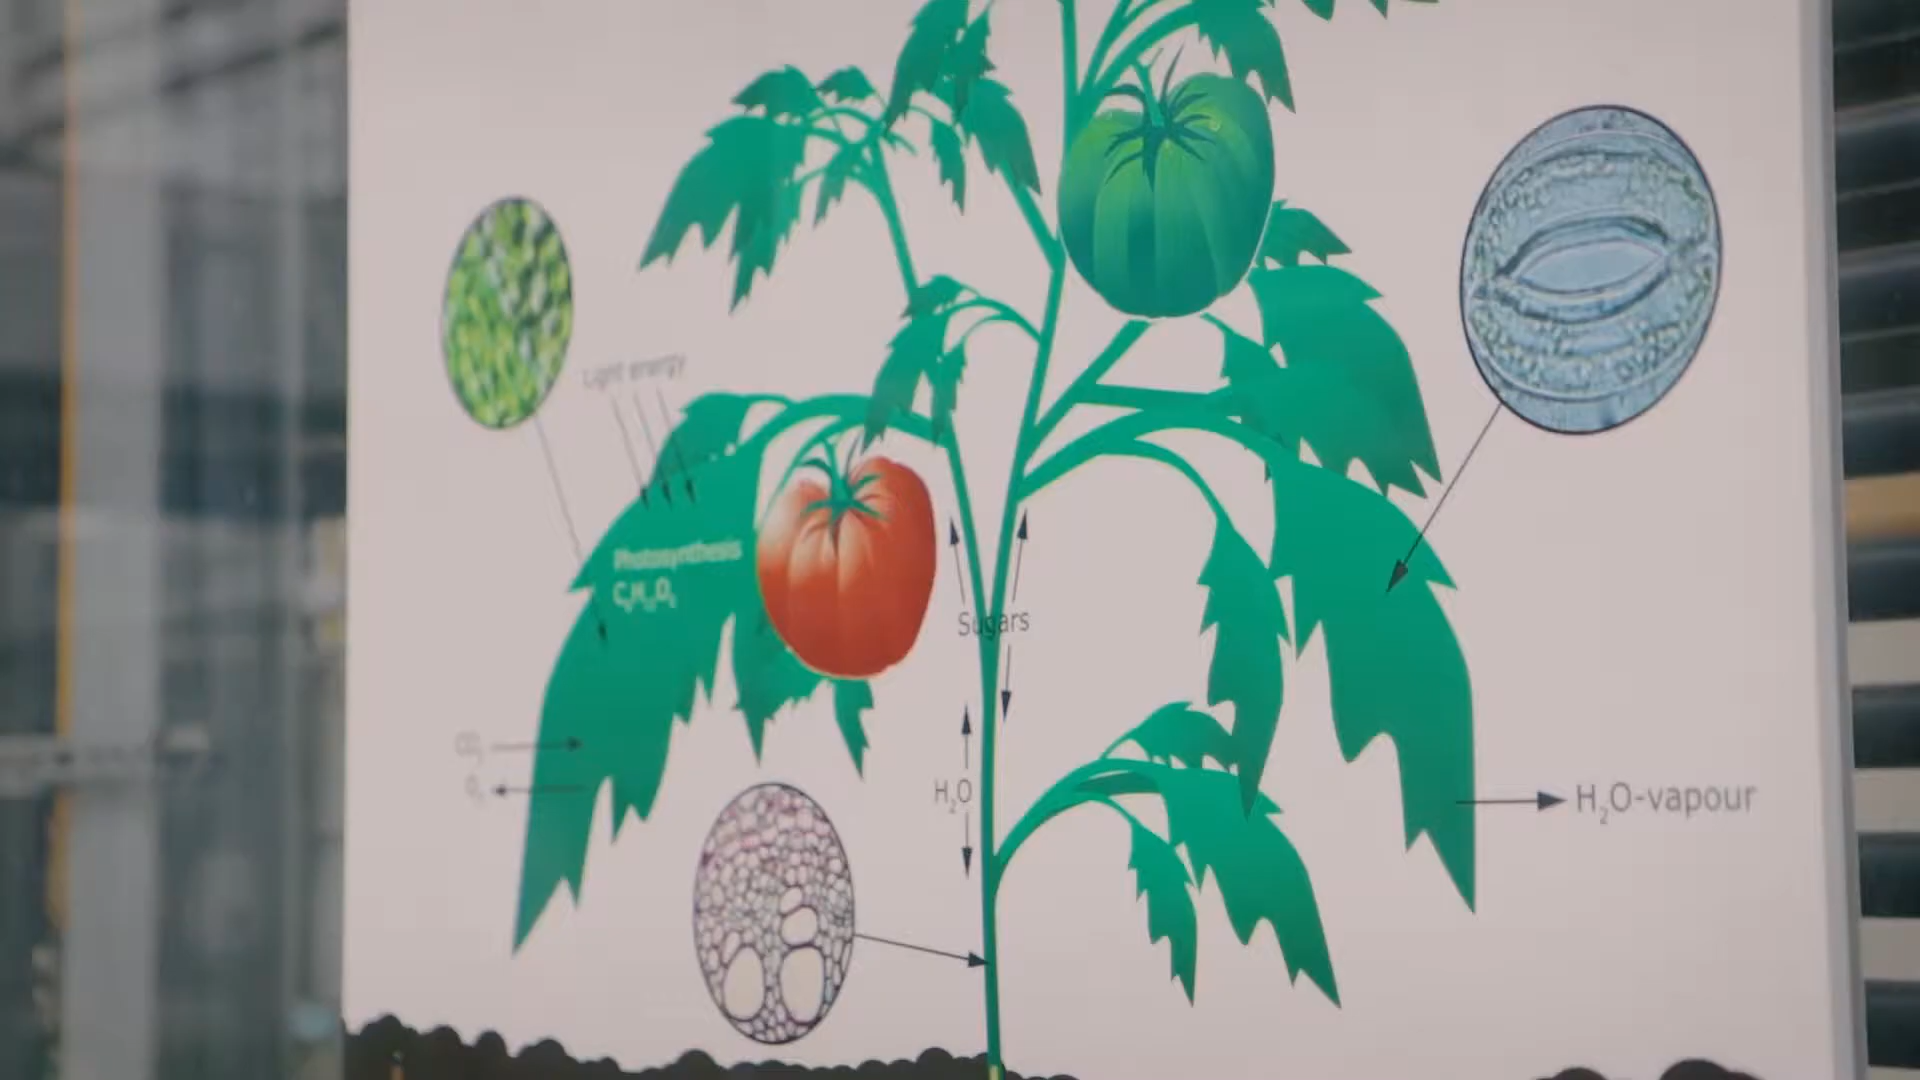 Light energy
Photosynthesis
C₆H₁₂O₆
Sugars
CO₂
O₂
H₂O
H₂O-vapour